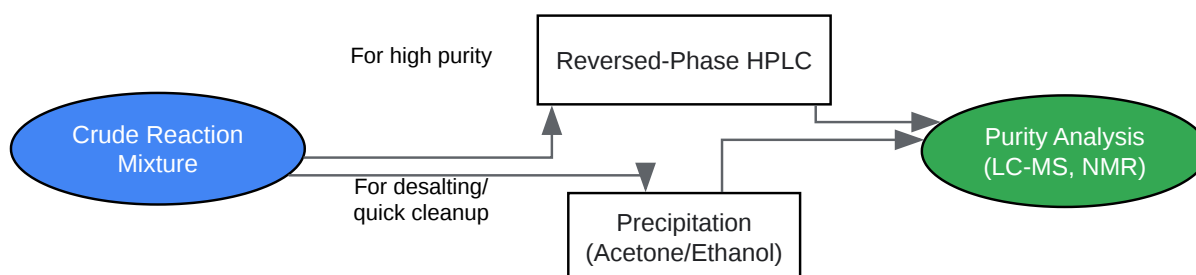 For high purity
Reversed-Phase HPLC
Crude Reaction
Mixture
Purity Analysis
(LC-MS, NMR)
For desalting/
quick cleanup
Precipitation
(Acetone/Ethanol)